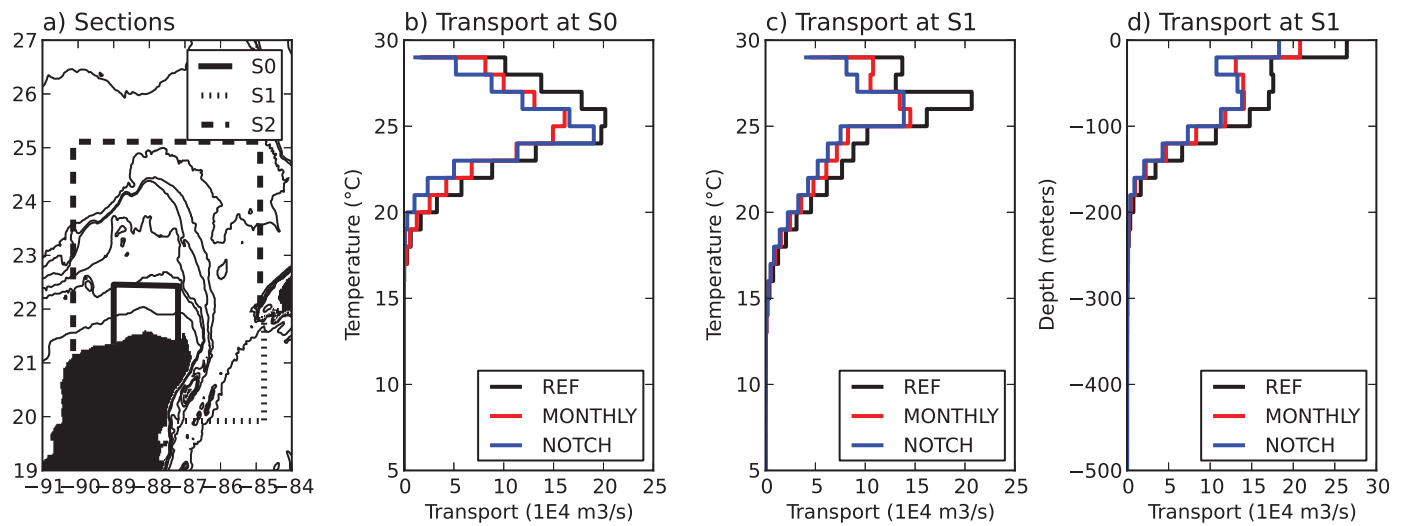 a) Sections
27
26
25
24
23
22
21
20
19
−91−90−89−88−87−86−85−84
S0
S1
S2
b) Transport at S0
30
25
20
15
10
5
0 5 10 15 20 25
Temperature (°C)
Transport (1E4 m3/s)
REF
MONTHLY
NOTCH
c) Transport at S1
30
25
20
15
10
5
0 5 10 15 20 25
Temperature (°C)
Transport (1E4 m3/s)
REF
MONTHLY
NOTCH
d) Transport at S1
0
−100
−200
−300
−400
−500
0 5 10 15 20 25 30
Depth (meters)
Transport (1E4 m3/s)
REF
MONTHLY
NOTCH